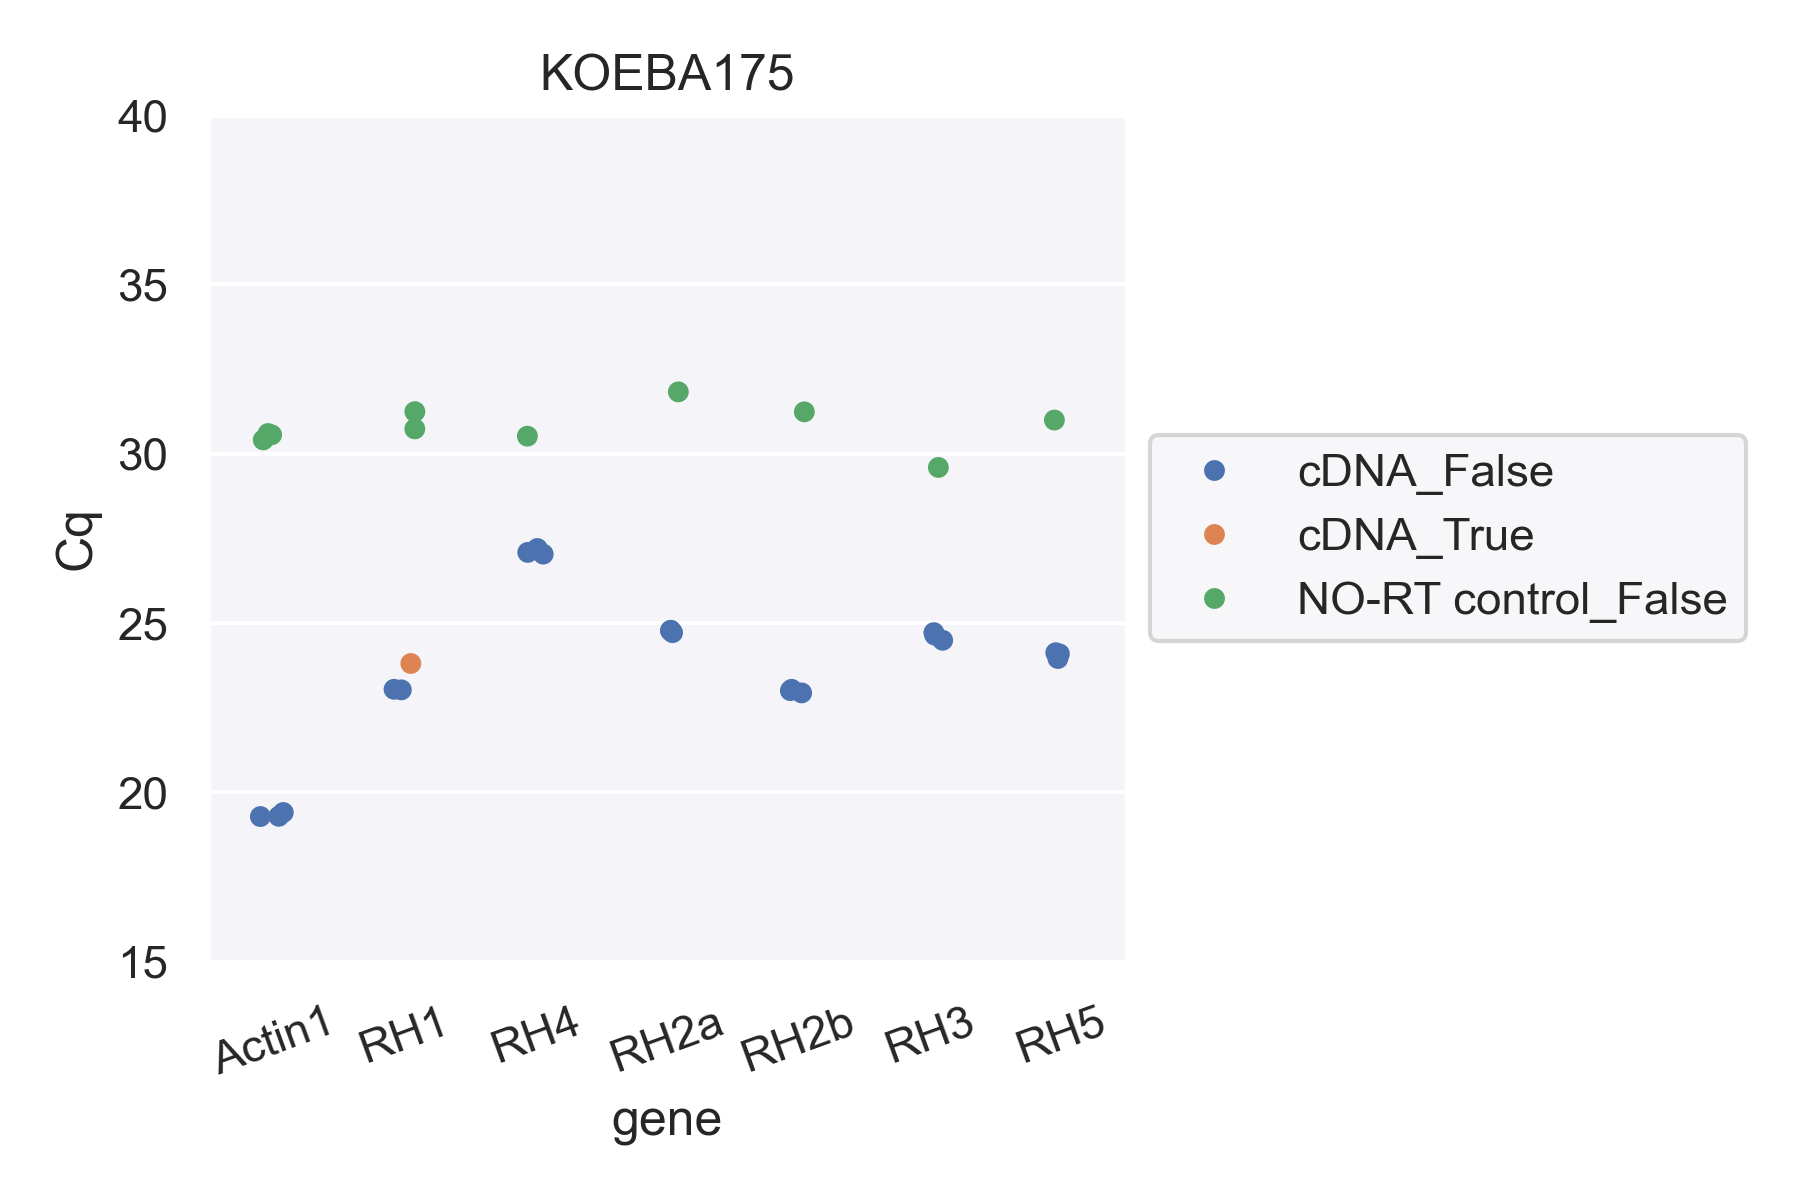 KOEBA175
40
35
30
25
20
15
Cq
Actin1 RH1 RH4 RH2a RH2b RH3 RH5
gene
cDNA_False
cDNA_True
NO-RT control_False